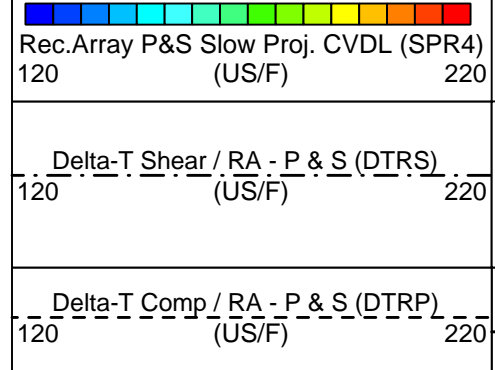 Rec.Array P&S Slow Proj. CVDL (SPR4)
120 (US/F) 220
Delta-T Shear / RA - P & S (DTRS)
120 (US/F) 220
Delta-T Comp / RA - P & S (DTRP)
120 (US/F) 220